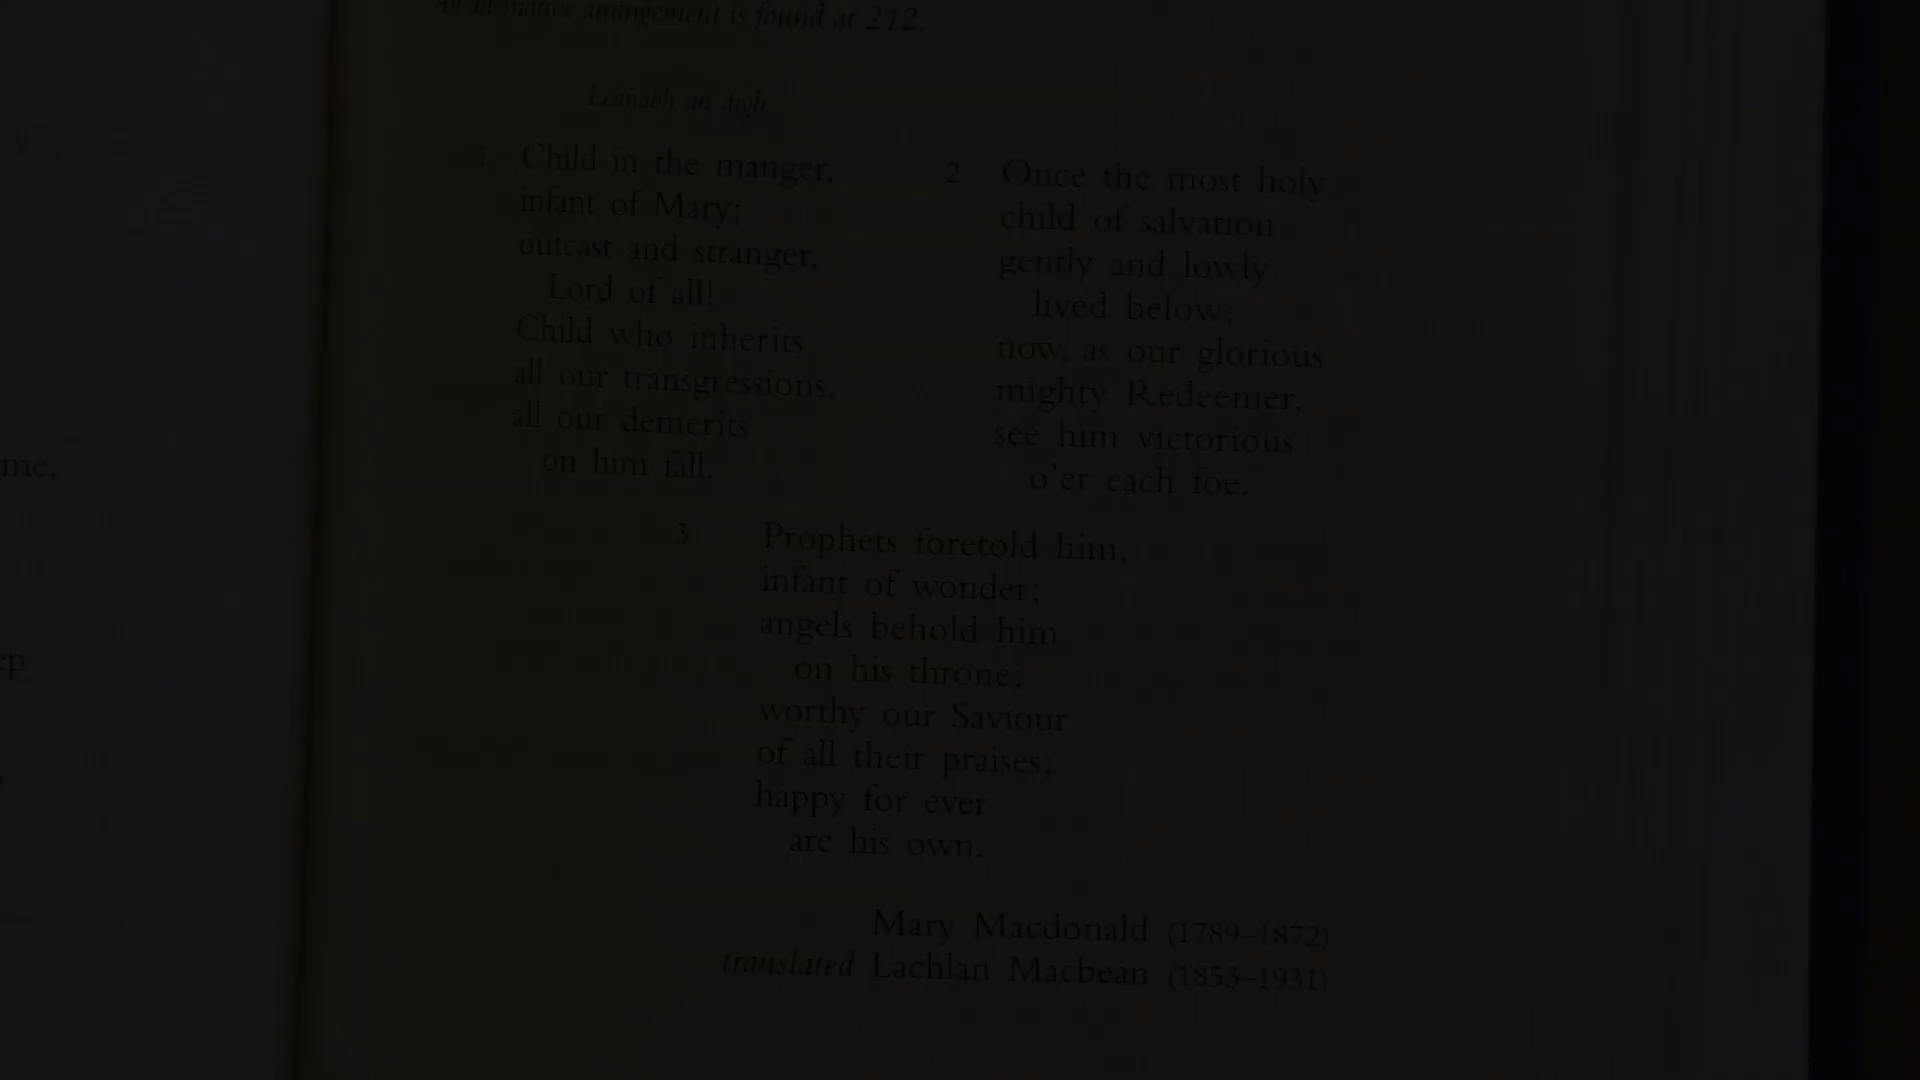 An alternative arrangement is found at 212.
Leanabh an àigh
1 Child in the manger,
infant of Mary;
outcast and stranger,
Lord of all!
Child who inherits
all our transgressions,
all our demerits
on him fall.
2 Once the most holy
child of salvation
gently and lowly
lived below;
now, as our glorious
mighty Redeemer,
see him victorious
o'er each foe.
3 Prophets foretold him,
infant of wonder;
angels behold him
on his throne;
worthy our Saviour
of all their praises;
happy for ever
are his own.
Mary Macdonald (1789–1872)
translated Lachlan Macbean (1853–1931)
me,
ep